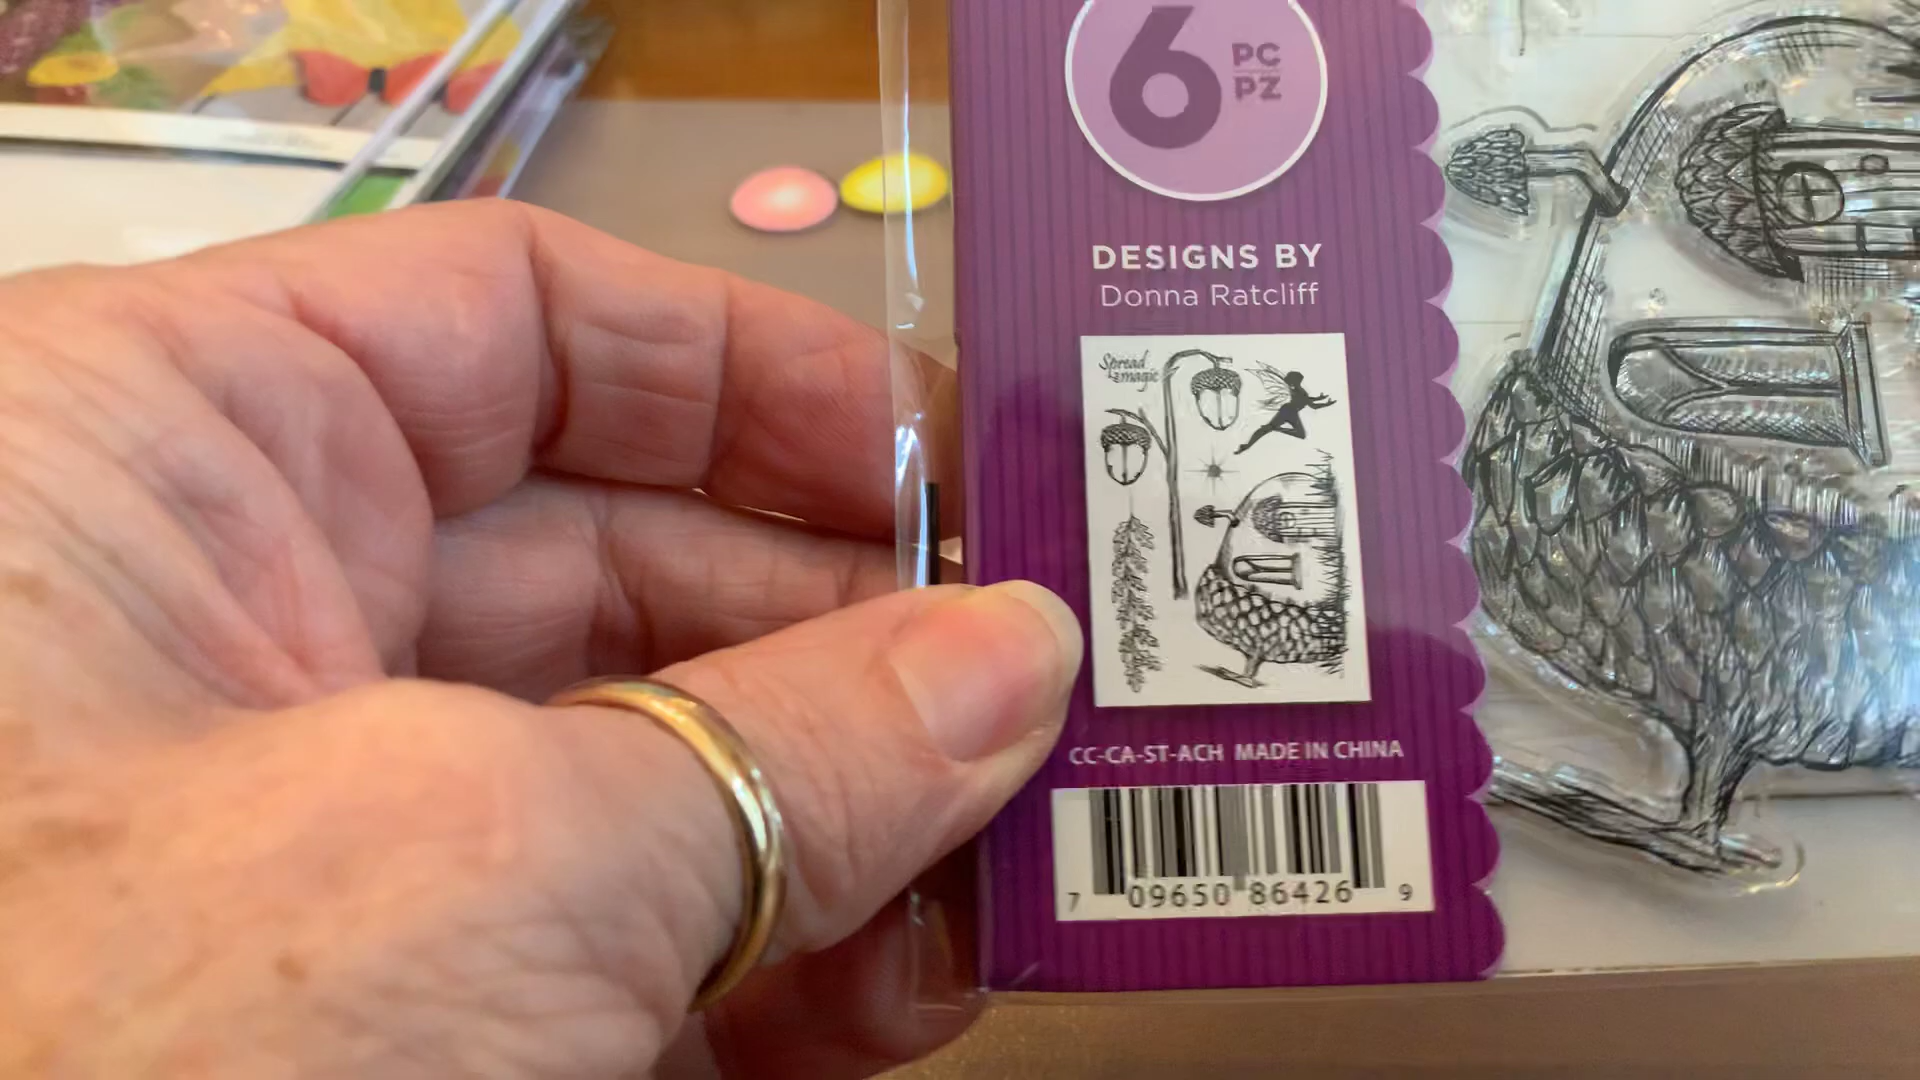 6 PC
PZ
DESIGNS BY
Donna Ratcliff
Spread
the magic
CC-CA-ST-ACH MADE IN CHINA
7 09650 86426 9